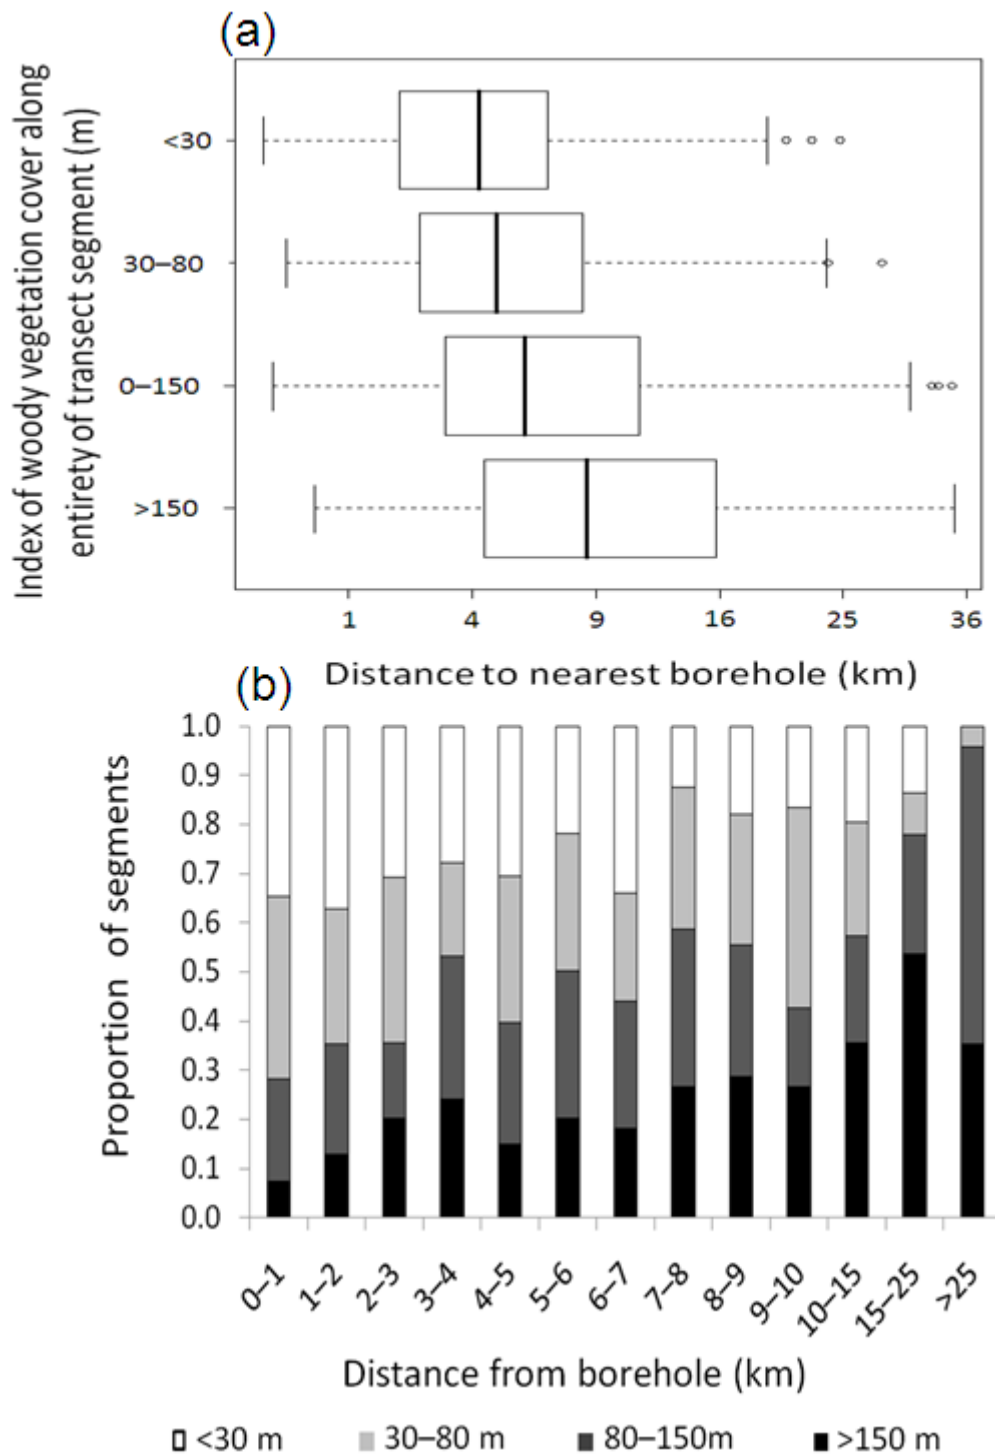 (a)
Index of woody vegetation cover along
entirety of transect segment (m)
<30
30–80
0–150
>150
1 4 9 16 25 36
Distance to nearest borehole (km)
(b)
Proportion of segments
1.0
0.9
0.8
0.7
0.6
0.5
0.4
0.3
0.2
0.1
0.0
0–1 1–2 2–3 3–4 4–5 5–6 6–7 7–8 8–9 9–10 10–15 15–25 >25
Distance from borehole (km)
<30 m 30–80 m 80–150m >150 m